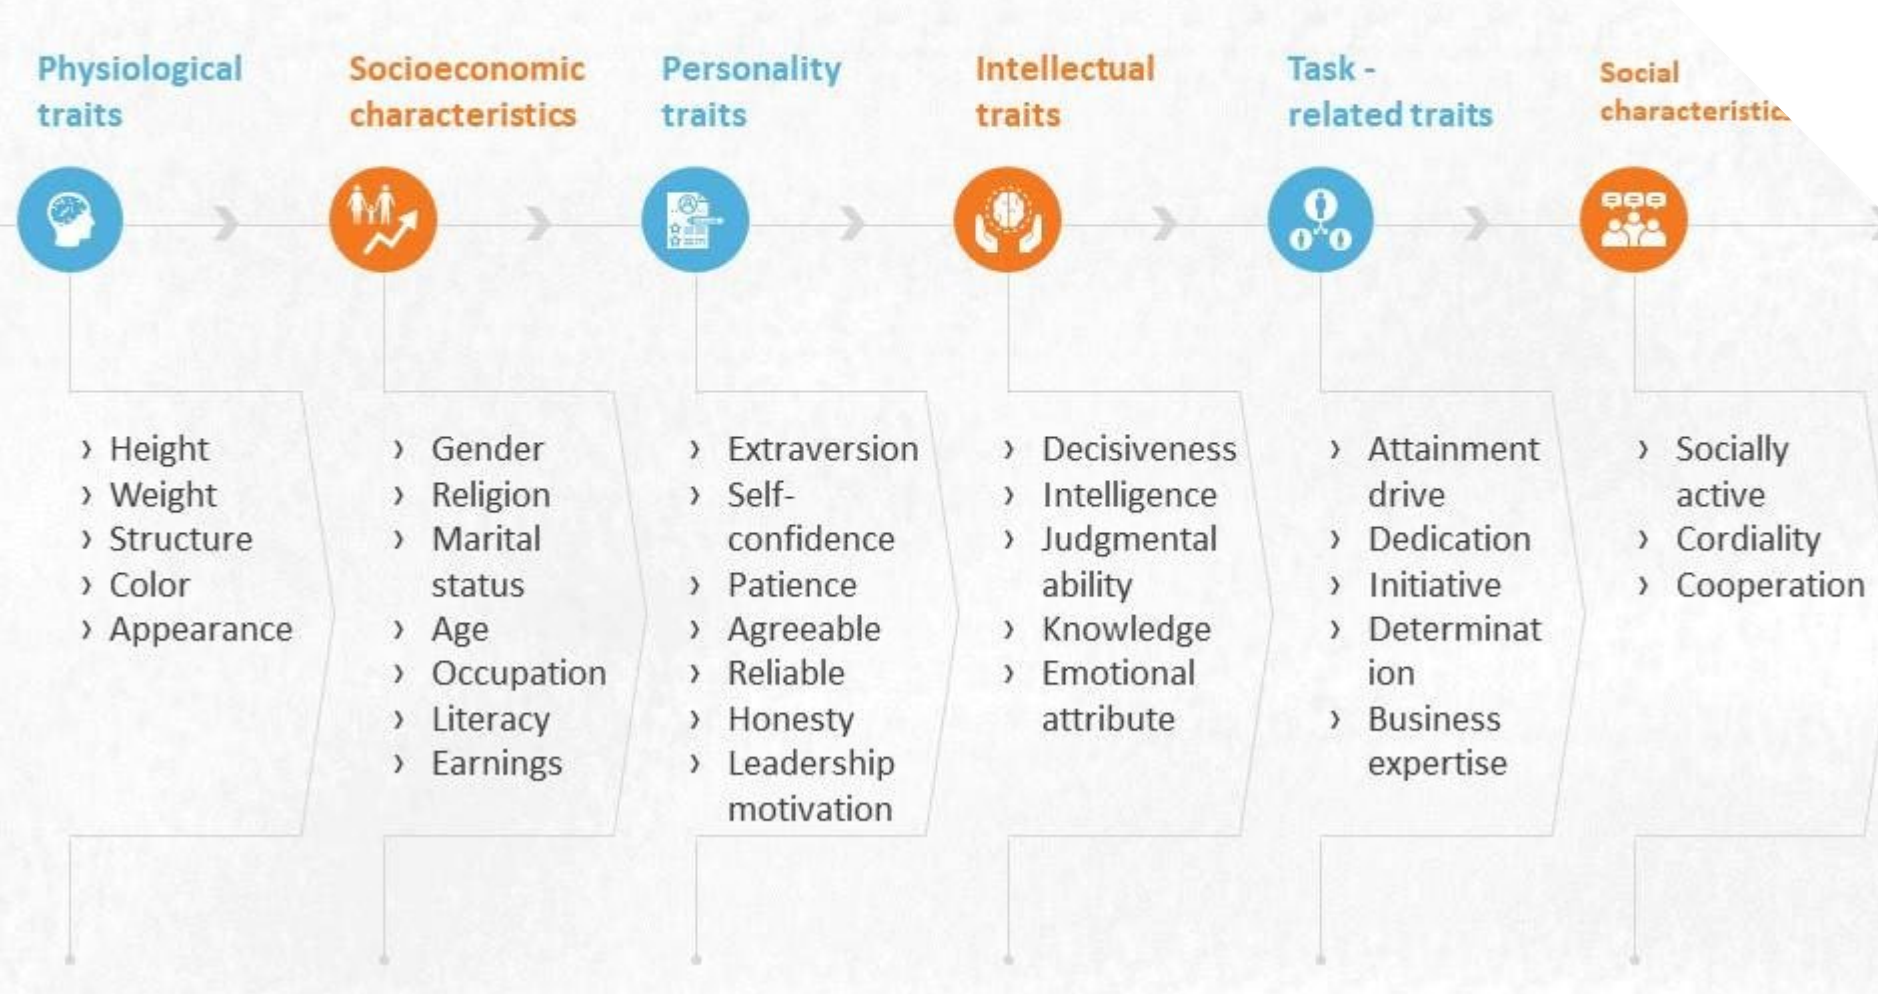 Physiological
traits
Socioeconomic
characteristics
Personality
traits
Intellectual
traits
Task -
related traits
Social
characteristics
› Height
› Weight
› Structure
› Color
› Appearance
› Gender
› Religion
› Marital
status
› Age
› Occupation
› Literacy
› Earnings
› Extraversion
› Self-
confidence
› Patience
› Agreeable
› Reliable
› Honesty
› Leadership
motivation
› Decisiveness
› Intelligence
› Judgmental
ability
› Knowledge
› Emotional
attribute
› Attainment
drive
› Dedication
› Initiative
› Determinat
ion
› Business
expertise
› Socially
active
› Cordiality
› Cooperation